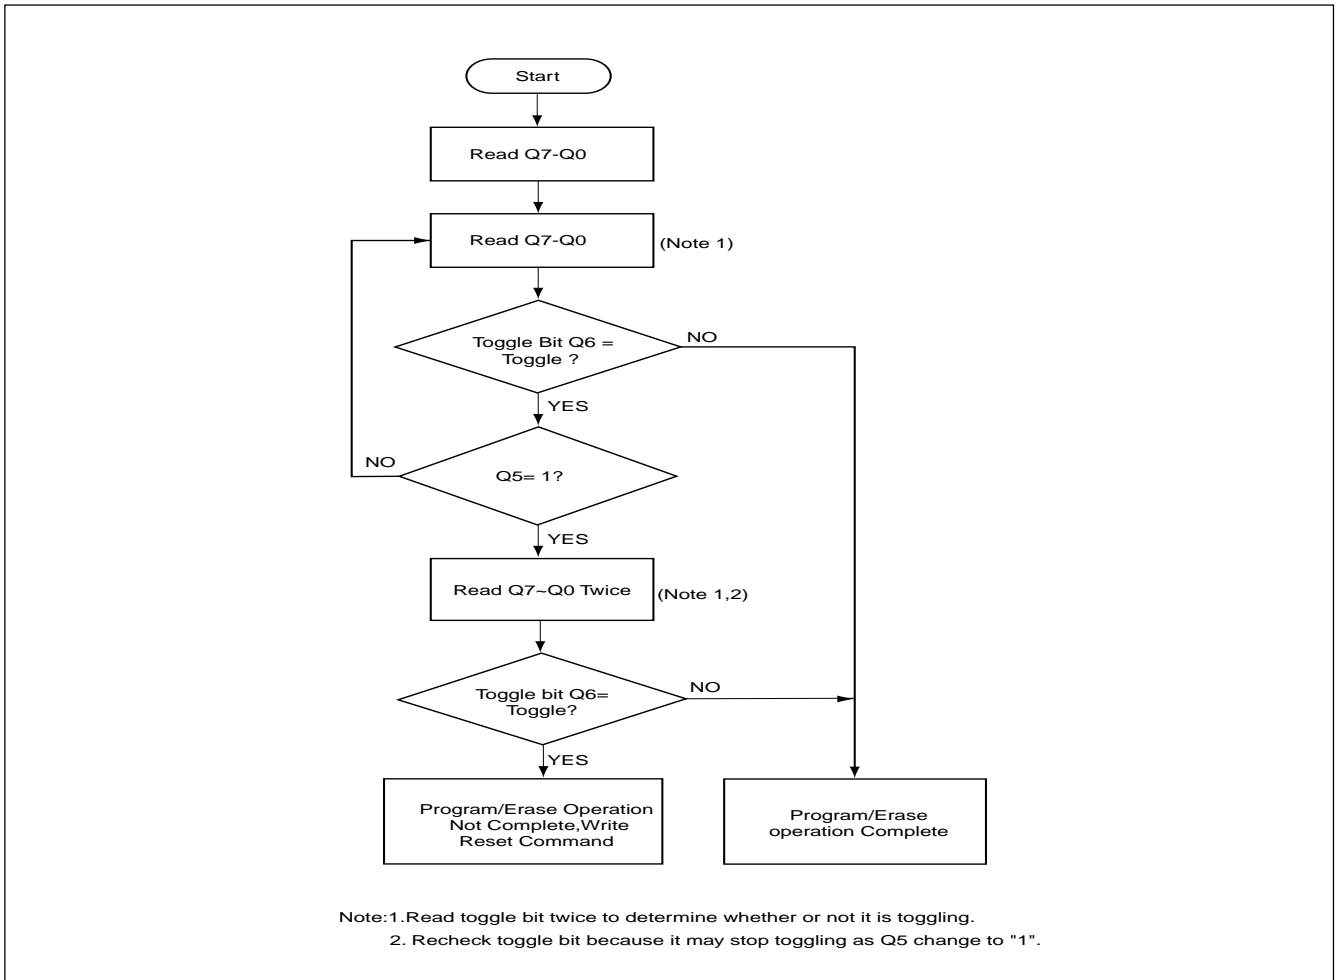 Start
Read Q7-Q0
Read Q7-Q0
(Note 1)
Toggle Bit Q6 =
Toggle ?
NO
YES
Q5= 1?
NO
YES
Read Q7~Q0 Twice
(Note 1,2)
Toggle bit Q6=
Toggle?
NO
YES
Program/Erase Operation
Not Complete,Write
Reset Command
Program/Erase
operation Complete
Note:1.Read toggle bit twice to determine whether or not it is toggling.
2. Recheck toggle bit because it may stop toggling as Q5 change to "1".